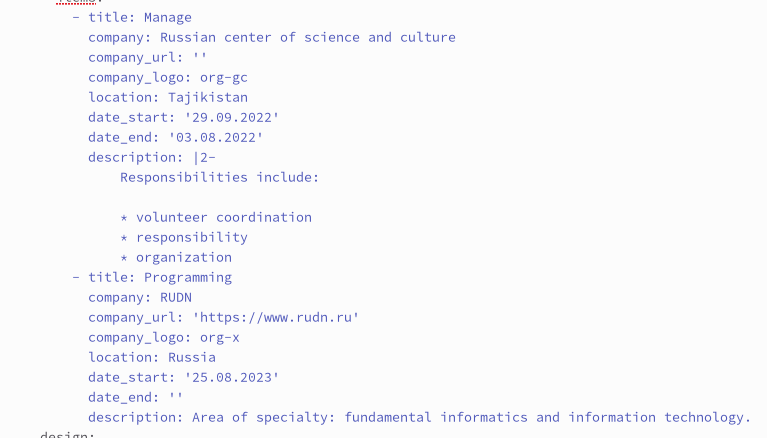 items:
- title: Manage
company: Russian center of science and culture
company_url: ''
company_logo: org-gc
location: Tajikistan
date_start: '29.09.2022'
date_end: '03.08.2022'
description: |2-
Responsibilities include:
* volunteer coordination
* responsibility
* organization
- title: Programming
company: RUDN
company_url: 'https://www.rudn.ru'
company_logo: org-x
location: Russia
date_start: '25.08.2023'
date_end: ''
description: Area of specialty: fundamental informatics and information technology.
design: